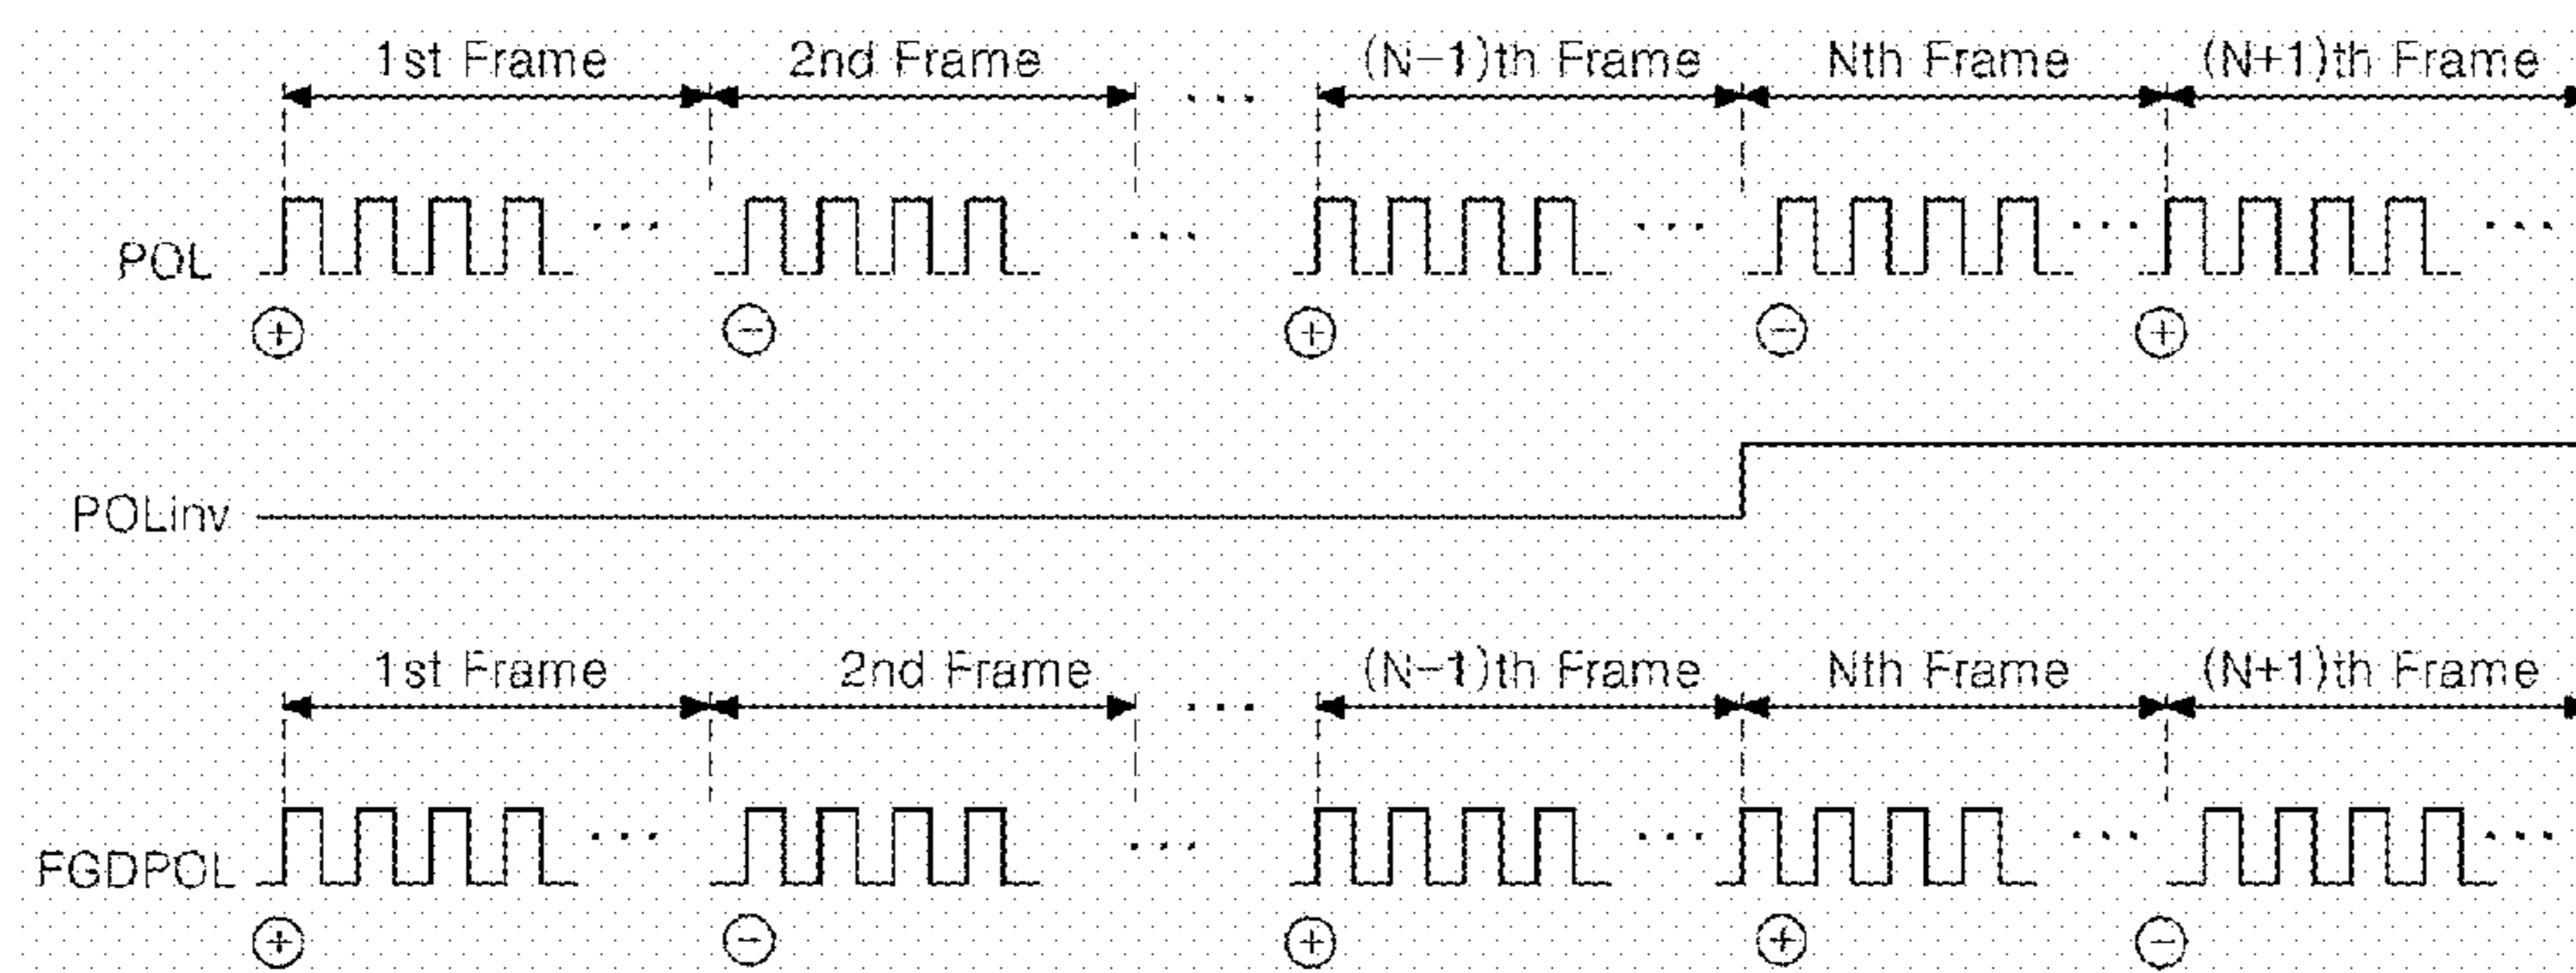 1st Frame 2nd Frame ... (N-1)th Frame Nth Frame (N+1)th Frame
POL ... ... ... ... ...
+ - + - +
POLinv
1st Frame 2nd Frame ... (N-1)th Frame Nth Frame (N+1)th Frame
FGDPOL ... ... ... ... ...
+ - + + -